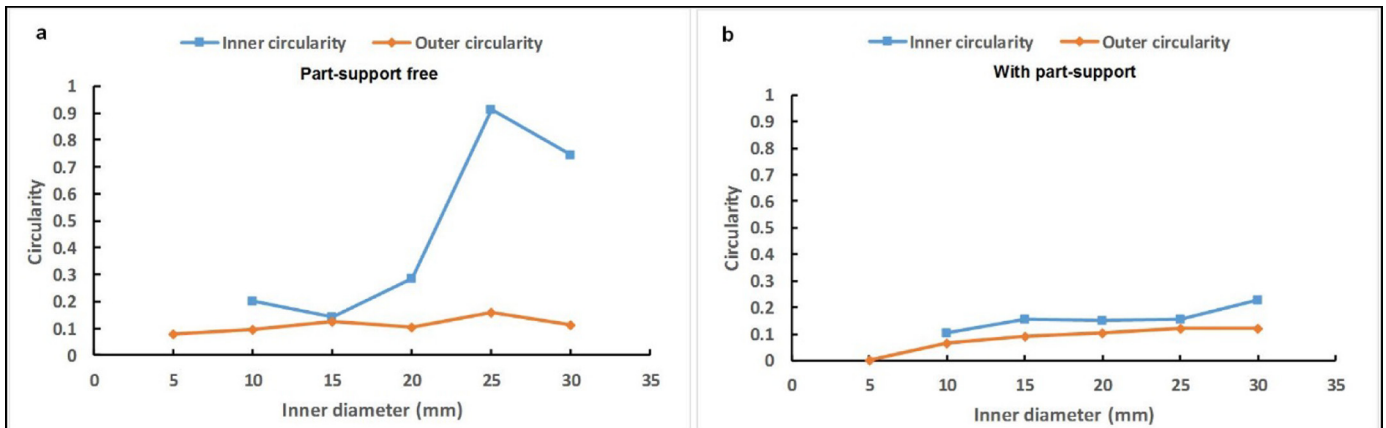 a
Inner circularity Outer circularity
Part-support free
1
0.9
0.8
0.7
0.6
0.5
0.4
0.3
0.2
0.1
0
Circularity
0 5 10 15 20 25 30 35
Inner diameter (mm)
b
Inner circularity Outer circularity
With part-support
1
0.9
0.8
0.7
0.6
0.5
0.4
0.3
0.2
0.1
0
Circularity
0 5 10 15 20 25 30 35
Inner diameter (mm)